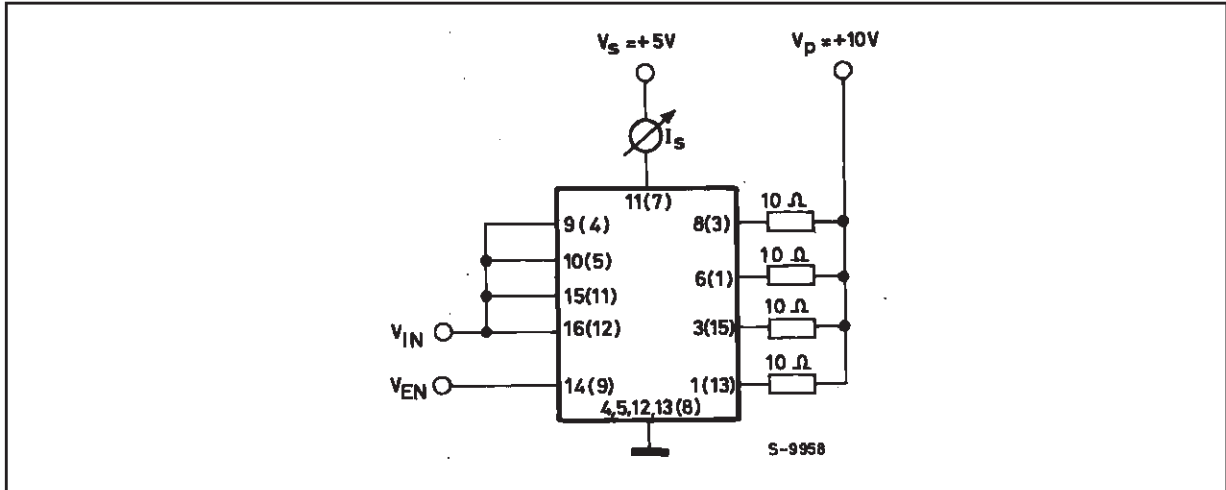 Vs = +5V
Vp = +10V
Is
11(7)
10 Ω
9(4)
8(3)
10 Ω
10(5)
6(1)
10 Ω
15(11)
3(15)
VIN
16(12)
10 Ω
VEN
14(9)
1(13)
4,5,12,13(8)
S-9958